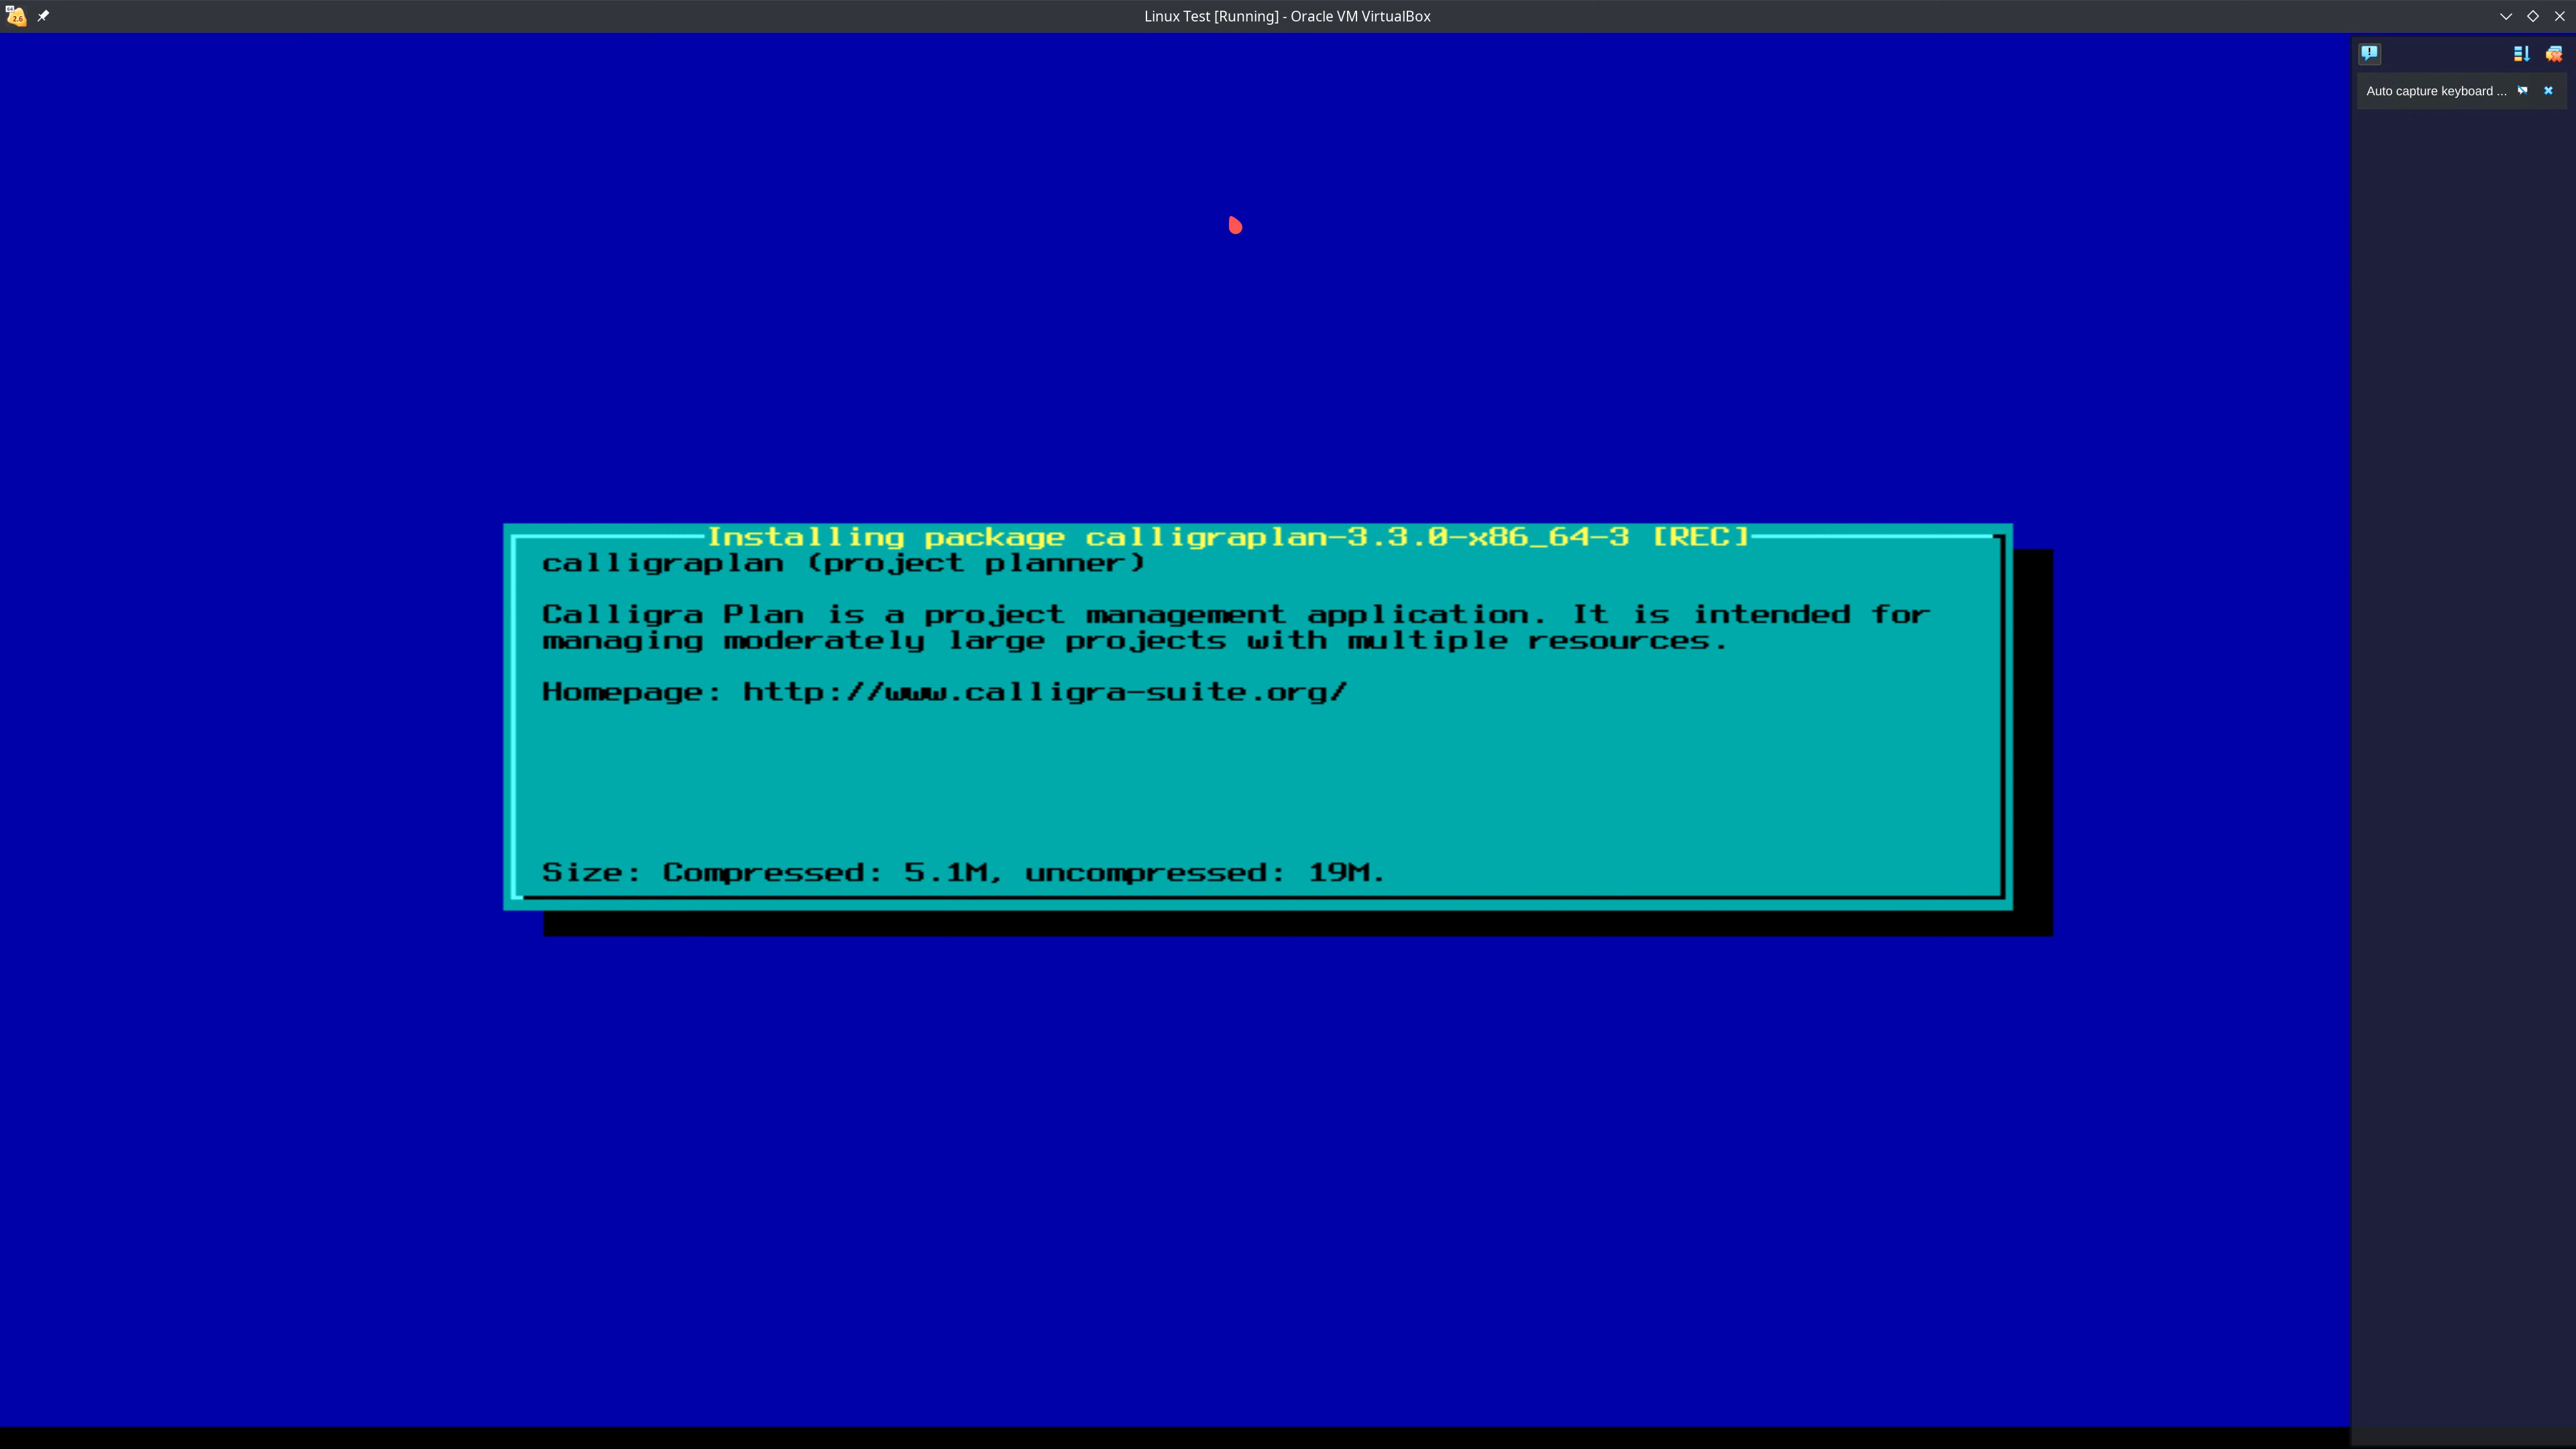 Linux Test [Running] - Oracle VM VirtualBox
Auto capture keyboard ...
Installing package calligraplan-3.3.0-x86_64-3 [REC]
calligraplan (project planner)
Calligra Plan is a project management application. It is intended for
managing moderately large projects with multiple resources.
Homepage: http://www.calligra-suite.org/
Size: Compressed: 5.1M, uncompressed: 19M.